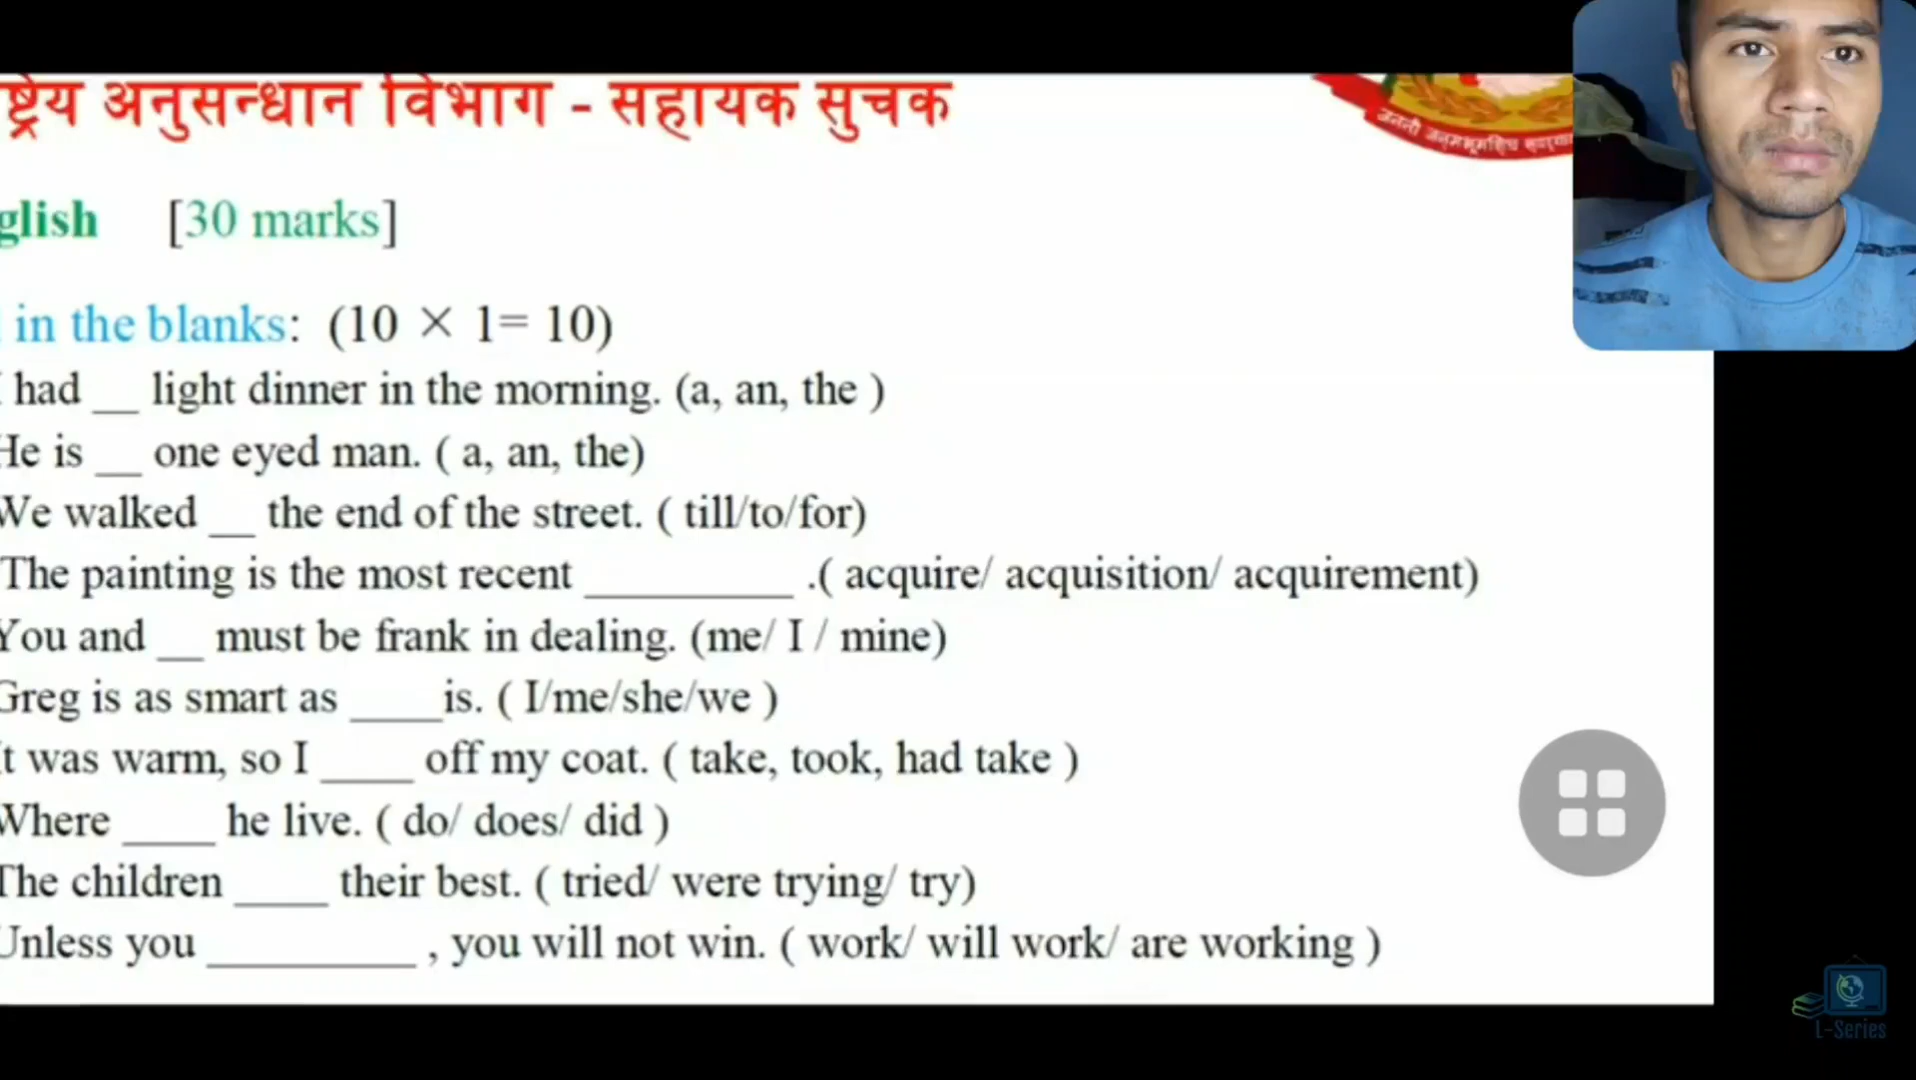 ष्ट्रिय अनुसन्धान विभाग - सहायक सुचक
जननी जन्मभूमिश्च
glish [30 marks]
in the blanks: (10 × 1= 10)
had __ light dinner in the morning. (a, an, the )
He is __ one eyed man. ( a, an, the)
We walked __ the end of the street. ( till/to/for)
The painting is the most recent _________ .( acquire/ acquisition/ acquirement)
You and __ must be frank in dealing. (me/ I / mine)
Greg is as smart as ____is. ( I/me/she/we )
It was warm, so I ____ off my coat. ( take, took, had take )
Where ____ he live. ( do/ does/ did )
The children ____ their best. ( tried/ were trying/ try)
Unless you _________ , you will not win. ( work/ will work/ are working )
L-Series